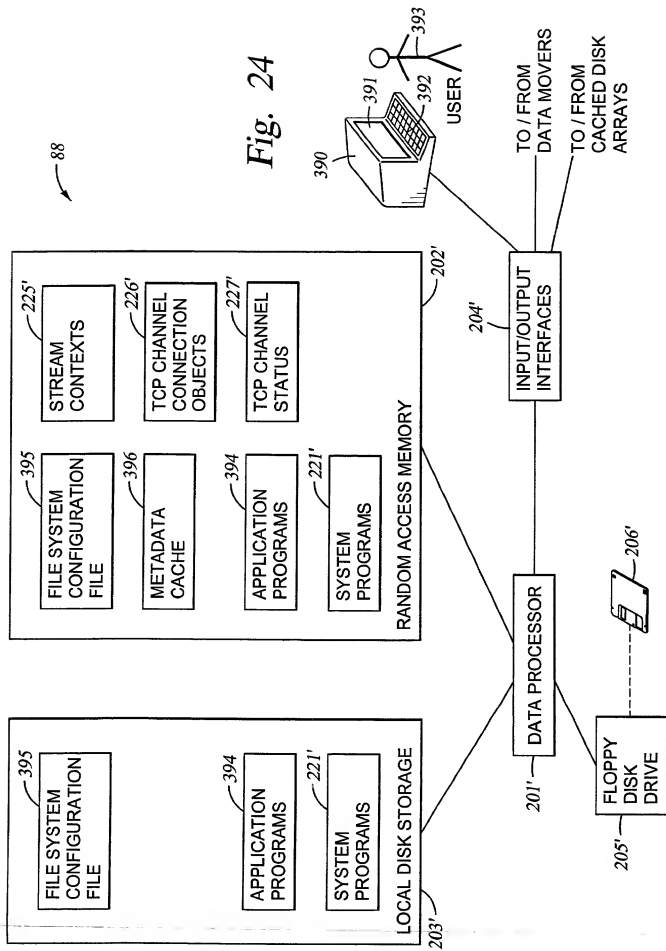 Fig. 24
88
395
FILE SYSTEM
CONFIGURATION
FILE
394
APPLICATION
PROGRAMS
221'
SYSTEM
PROGRAMS
LOCAL DISK STORAGE
203'
395
FILE SYSTEM
CONFIGURATION
FILE
225'
STREAM
CONTEXTS
396
METADATA
CACHE
226'
TCP CHANNEL
CONNECTION
OBJECTS
394
APPLICATION
PROGRAMS
227'
TCP CHANNEL
STATUS
221'
SYSTEM
PROGRAMS
RANDOM ACCESS MEMORY
202'
390
391
392
393
USER
201'
DATA PROCESSOR
204'
INPUT/OUTPUT
INTERFACES
TO / FROM
DATA MOVERS
TO / FROM
CACHED DISK
ARRAYS
205'
FLOPPY
DISK
DRIVE
206'